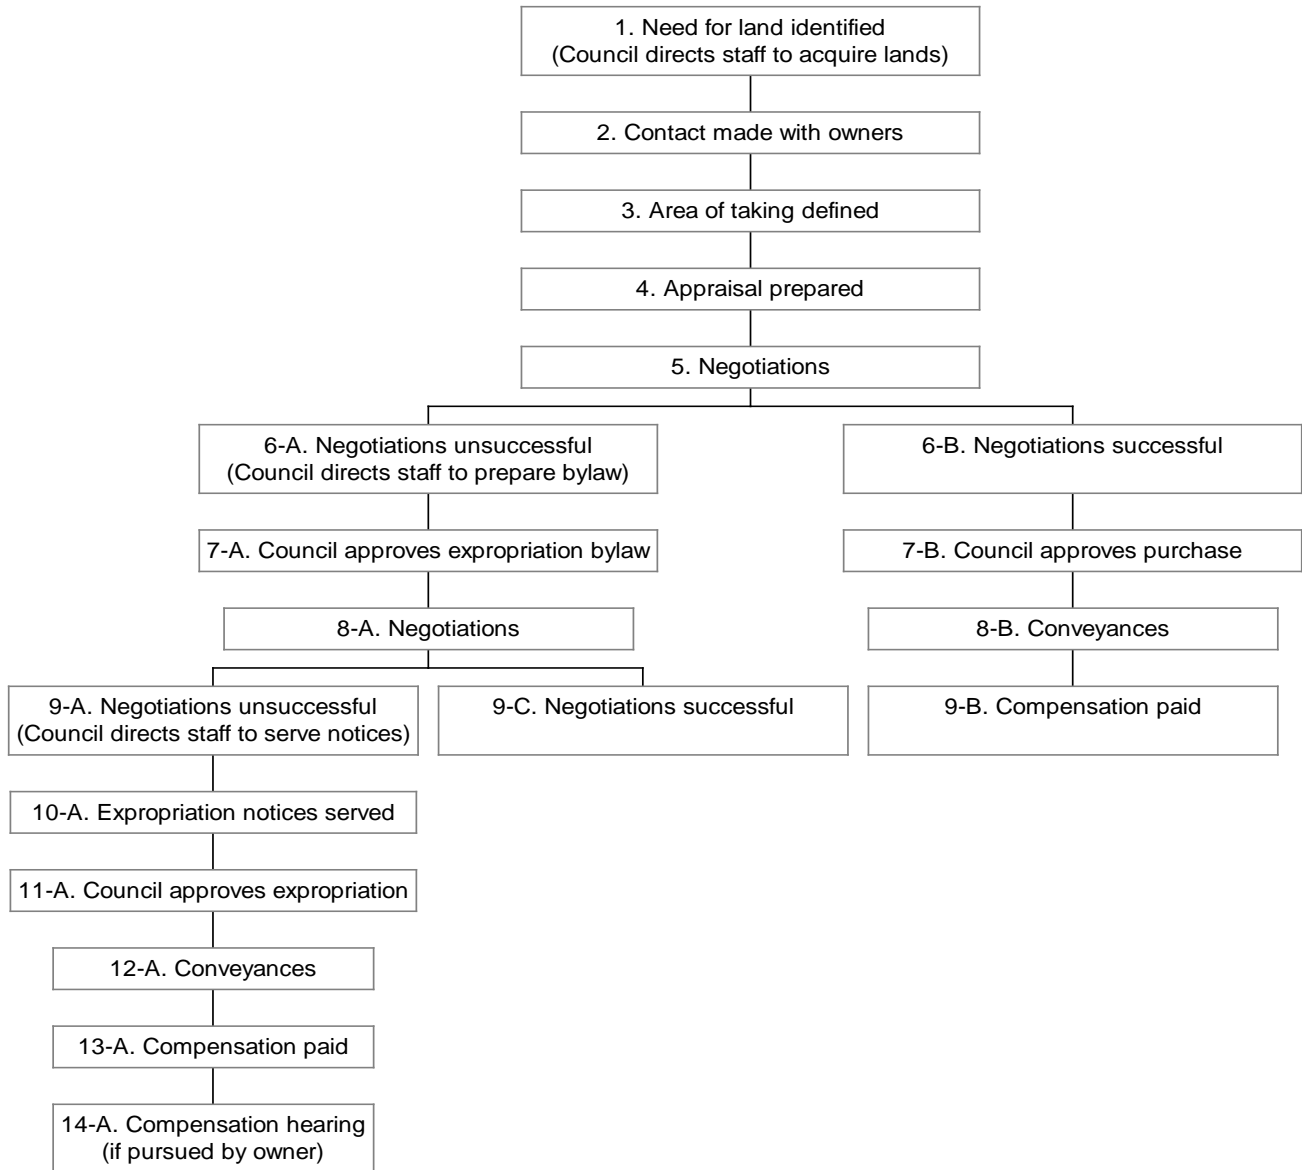 1. Need for land identified
(Council directs staff to acquire lands)
2. Contact made with owners
3. Area of taking defined
4. Appraisal prepared
5. Negotiations
6-A. Negotiations unsuccessful
(Council directs staff to prepare bylaw)
6-B. Negotiations successful
7-A. Council approves expropriation bylaw
7-B. Council approves purchase
8-A. Negotiations
8-B. Conveyances
9-A. Negotiations unsuccessful
(Council directs staff to serve notices)
9-C. Negotiations successful
9-B. Compensation paid
10-A. Expropriation notices served
11-A. Council approves expropriation
12-A. Conveyances
13-A. Compensation paid
14-A. Compensation hearing
(if pursued by owner)